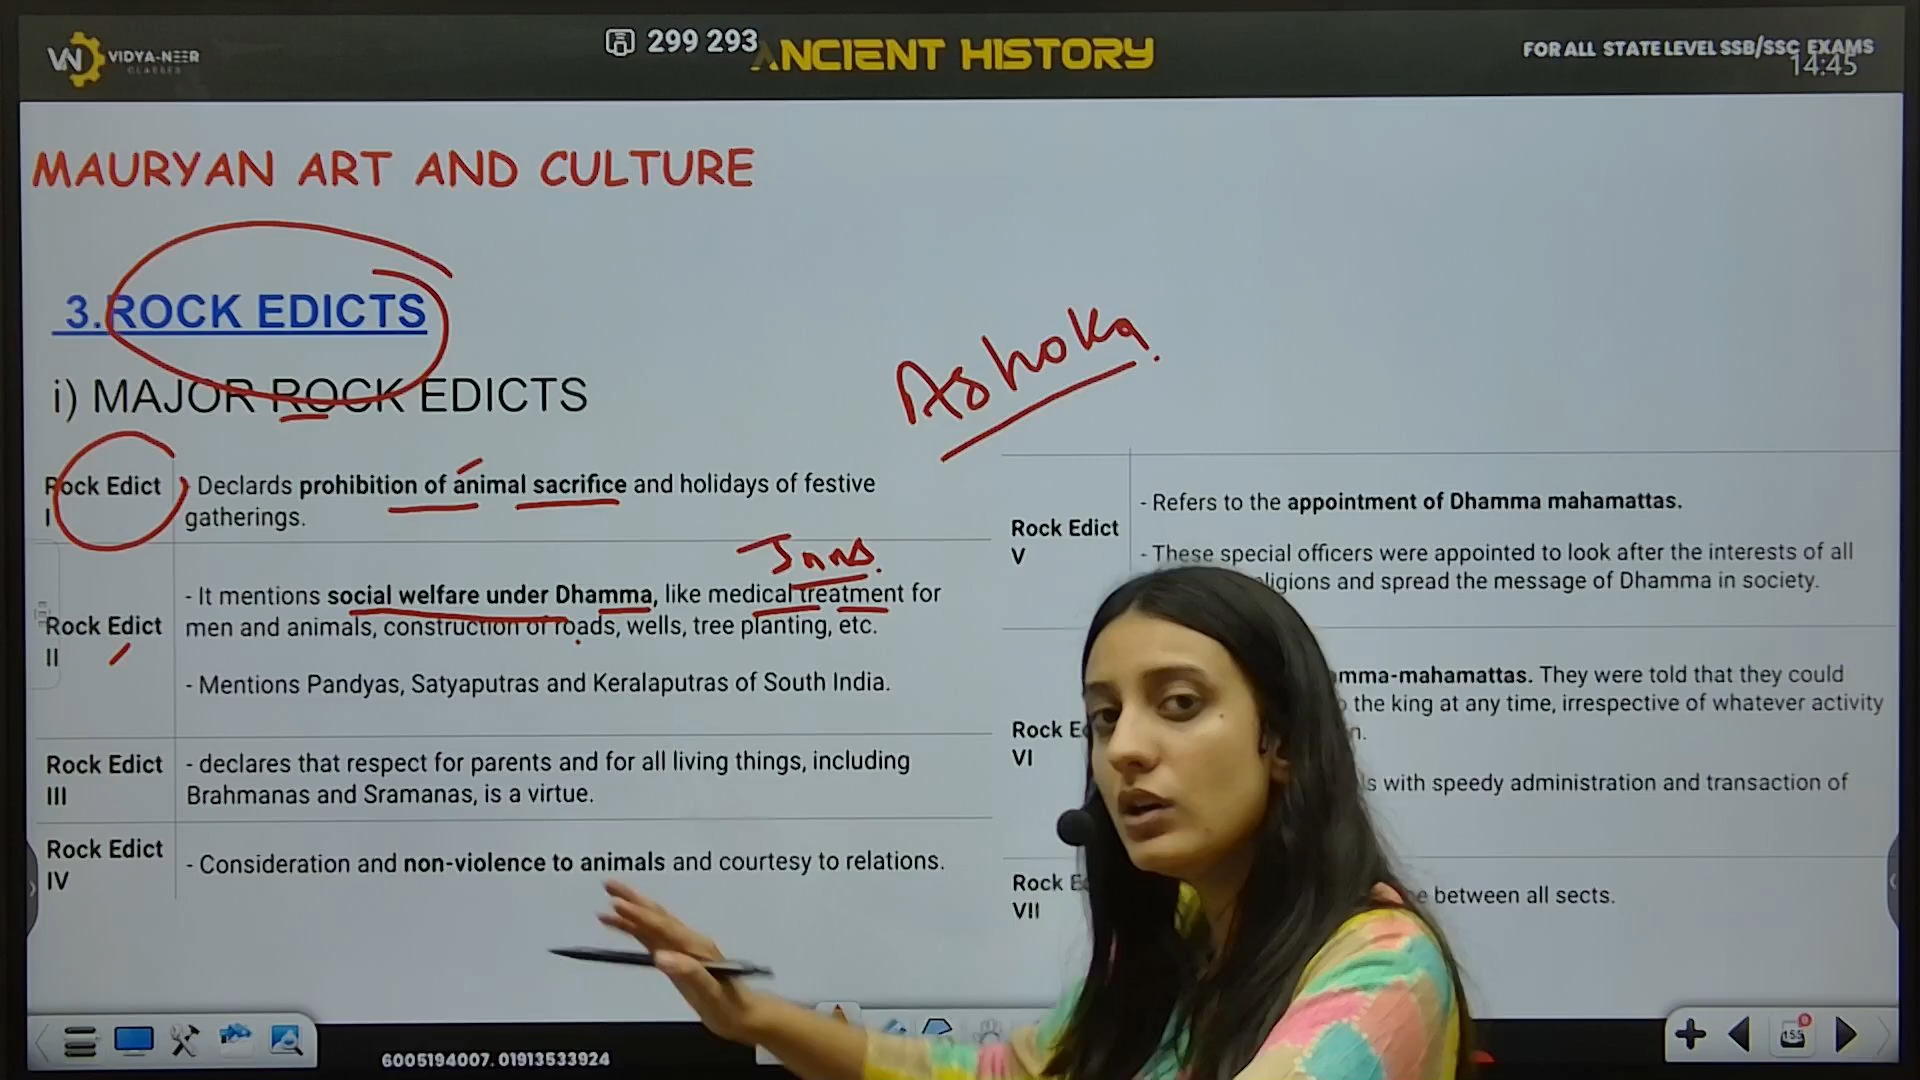 VIDYA-NEER
CLASSES
299 293
ANCIENT HISTORY
FOR ALL STATE LEVEL SSB/SSC EXAMS
14:45
MAURYAN ART AND CULTURE
3.ROCK EDICTS
Ashoka
i) MAJOR ROCK EDICTS
Rock Edict
I
- Declards prohibition of animal sacrifice and holidays of festive
gatherings.
Inns.
Rock Edict
II
- It mentions social welfare under Dhamma, like medical treatment for
men and animals, construction of roads, wells, tree planting, etc.
- Mentions Pandyas, Satyaputras and Keralaputras of South India.
Rock Edict
III
- declares that respect for parents and for all living things, including
Brahmanas and Sramanas, is a virtue.
Rock Edict
IV
- Consideration and non-violence to animals and courtesy to relations.
Rock Edict
V
- Refers to the appointment of Dhamma mahamattas.
- These special officers were appointed to look after the interests of all
ligions and spread the message of Dhamma in society.
Rock E
VI
mma-mahamattas. They were told that they could
the king at any time, irrespective of whatever activity
n.
s with speedy administration and transaction of
Rock E
VII
e between all sects.
6005194007. 01913533924
155